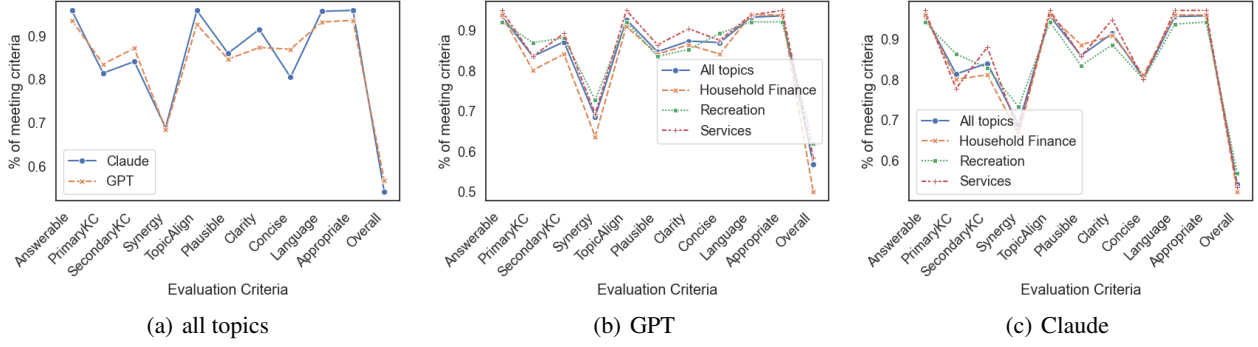 % of meeting criteria
0.9
0.8
0.7
0.6
Claude
GPT
Answerable
PrimaryKC
SecondaryKC
Synergy
TopicAlign
Plausible
Clarity
Concise
Language
Appropriate
Overall
Evaluation Criteria
(a) all topics
% of meeting criteria
0.9
0.8
0.7
0.6
0.5
All topics
Household Finance
Recreation
Services
Answerable
PrimaryKC
SecondaryKC
Synergy
TopicAlign
Plausible
Clarity
Concise
Language
Appropriate
Overall
Evaluation Criteria
(b) GPT
% of meeting criteria
0.9
0.8
0.7
0.6
All topics
Household Finance
Recreation
Services
Answerable
PrimaryKC
SecondaryKC
Synergy
TopicAlign
Plausible
Clarity
Concise
Language
Appropriate
Overall
Evaluation Criteria
(c) Claude